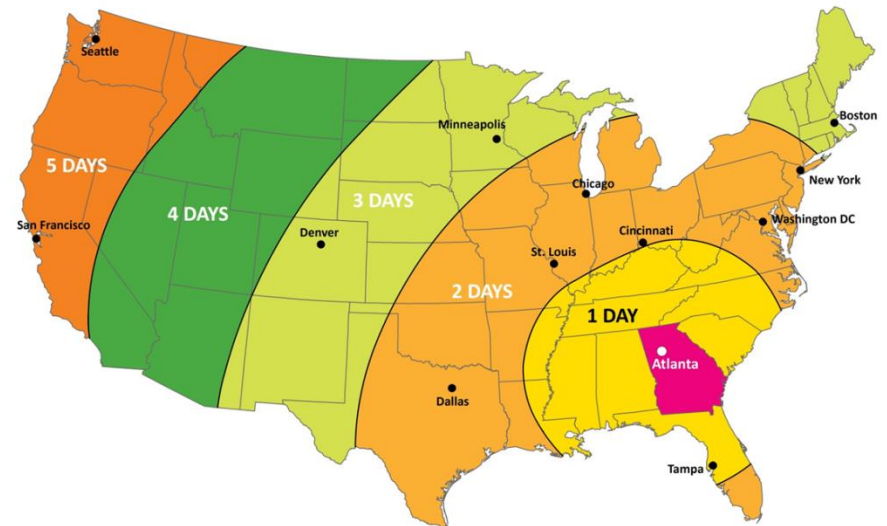 Seattle
Boston
Minneapolis
5 DAYS
New York
Chicago
3 DAYS
4 DAYS
San Francisco
Washington DC
Denver
Cincinnati
St. Louis
2 DAYS
1 DAY
Atlanta
Dallas
Tampa